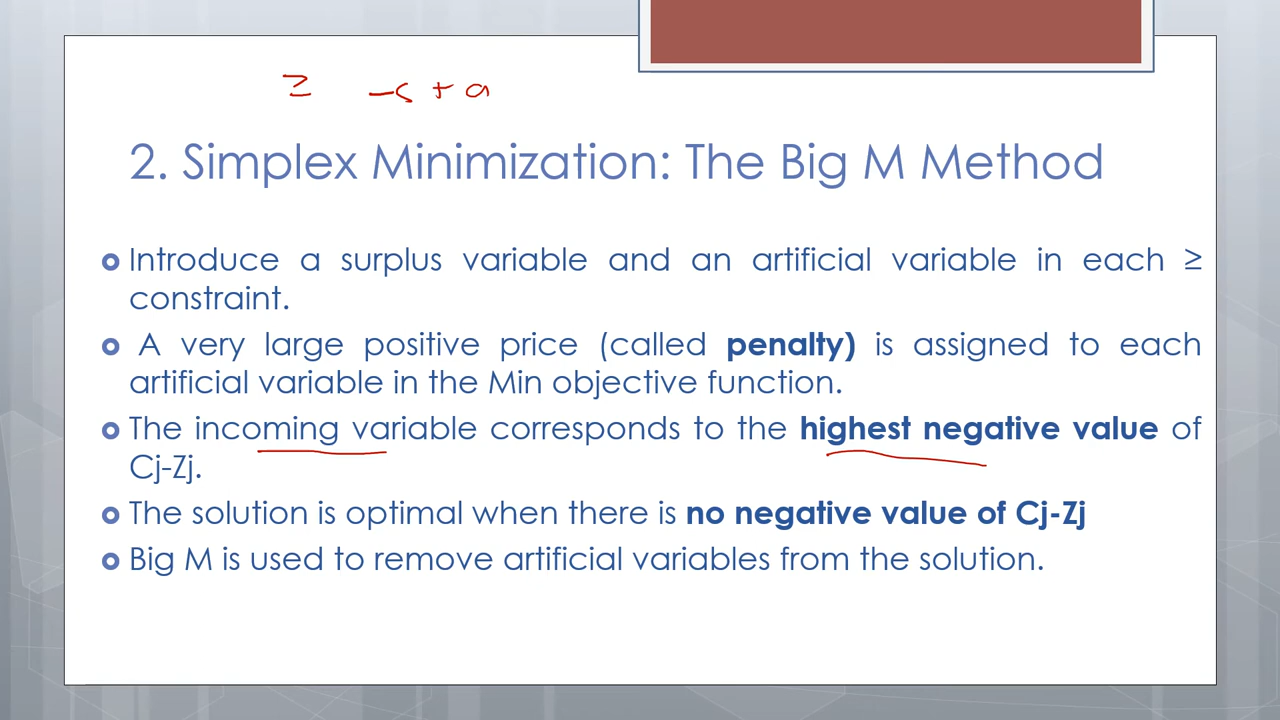 ≥ -s + a
2. Simplex Minimization: The Big M Method
Introduce a surplus variable and an artificial variable in each ≥
constraint.
A very large positive price (called penalty) is assigned to each
artificial variable in the Min objective function.
The incoming variable corresponds to the highest negative value of
Cj-Zj.
The solution is optimal when there is no negative value of Cj-Zj
Big M is used to remove artificial variables from the solution.